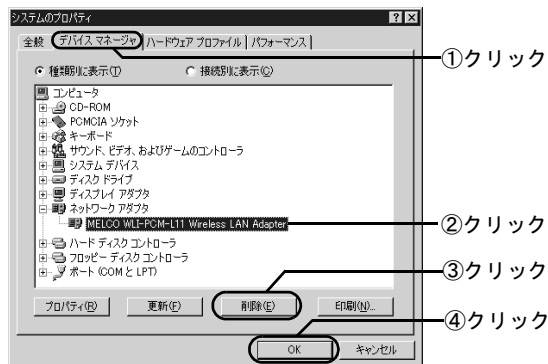 システムのプロパティ
全般 デバイス マネージャ ハードウェア プロファイル パフォーマンス
①クリック
種類別に表示(T) 接続別に表示(C)
コンピュータ
CD-ROM
PCMCIA ソケット
キーボード
サウンド、ビデオ、およびゲームのコントローラ
システム デバイス
ディスク ドライブ
ディスプレイ アダプタ
ネットワーク アダプタ
MELCO WLI-PCM-L11 Wireless LAN Adapter
②クリック
ハード ディスク コントローラ
フロッピー ディスク コントローラ
ポート (COM と LPT)
③クリック
プロパティ(R) 更新(F) 削除(E) 印刷(N)...
④クリック
OK キャンセル